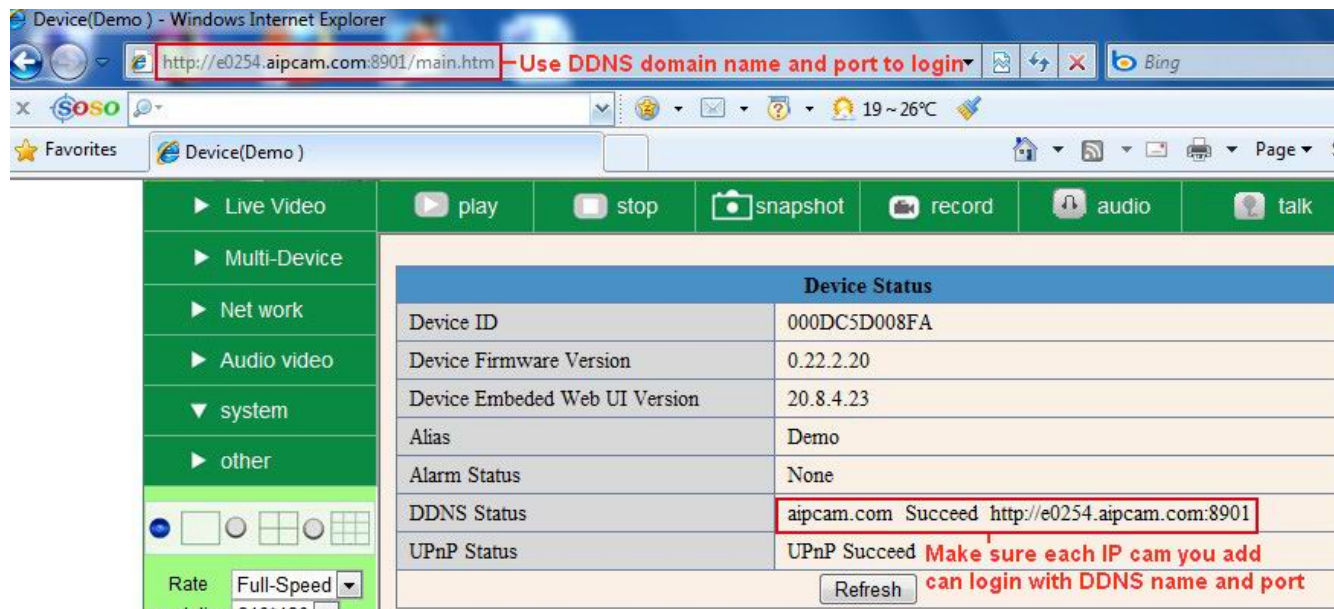 Device(Demo ) - Windows Internet Explorer
http://e0254.aipcam.com:8901/main.htm Use DDNS domain name and port to login Bing
x SOSO 19~26℃
Favorites Device(Demo ) Page
Live Video play stop snapshot record audio talk
Multi-Device
Net work
Audio video
system
other
Device Status
Device ID 000DC5D008FA
Device Firmware Version 0.22.2.20
Device Embeded Web UI Version 20.8.4.23
Alias Demo
Alarm Status None
DDNS Status aipcam.com Succeed http://e0254.aipcam.com:8901
UPnP Status UPnP Succeed
Make sure each IP cam you add
can login with DDNS name and port
Refresh
Rate Full-Speed